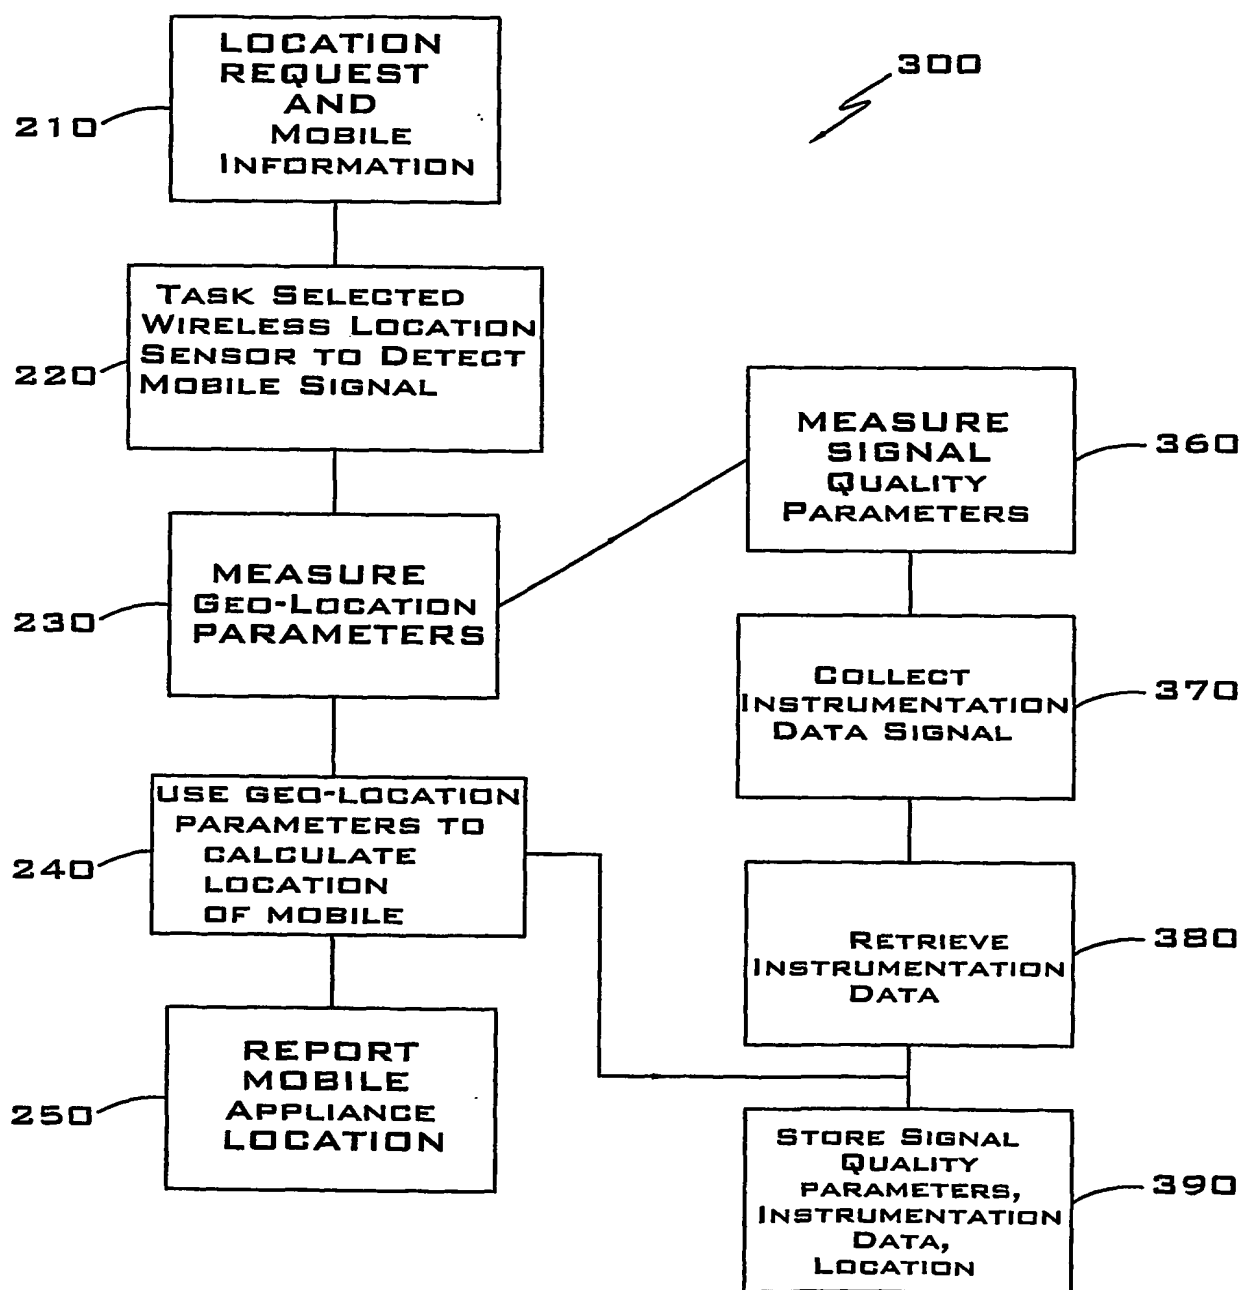 300
210
LOCATION
REQUEST
AND
MOBILE
INFORMATION
220
TASK SELECTED
WIRELESS LOCATION
SENSOR TO DETECT
MOBILE SIGNAL
230
MEASURE
GEO-LOCATION
PARAMETERS
240
USE GEO-LOCATION
PARAMETERS TO
CALCULATE
LOCATION
OF MOBILE
250
REPORT
MOBILE
APPLIANCE
LOCATION
MEASURE
SIGNAL
QUALITY
PARAMETERS
360
COLLECT
INSTRUMENTATION
DATA SIGNAL
370
RETRIEVE
INSTRUMENTATION
DATA
380
STORE SIGNAL
QUALITY
PARAMETERS,
INSTRUMENTATION
DATA,
LOCATION
390